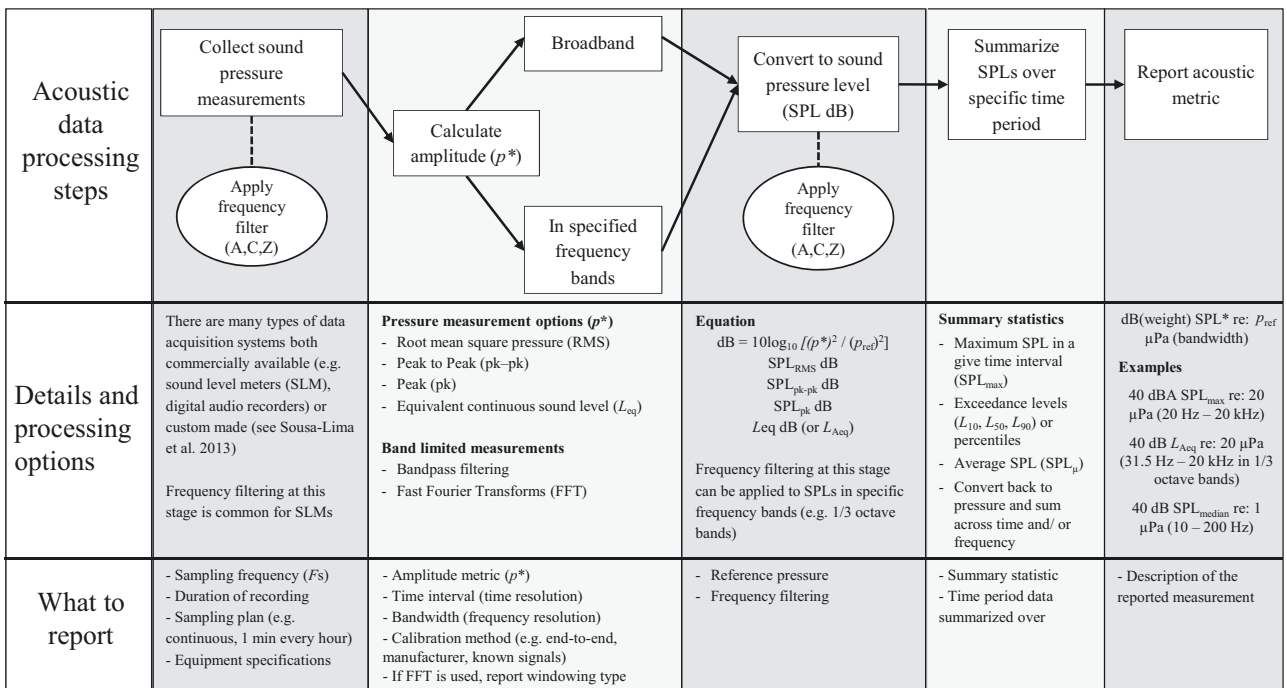 Acoustic
data
processing
steps
Collect sound
pressure
measurements
Apply
frequency
filter
(A,C,Z)
Calculate
amplitude (p*)
Broadband
In specified
frequency
bands
Convert to sound
pressure level
(SPL dB)
Apply
frequency
filter
(A,C,Z)
Summarize
SPLs over
specific time
period
Report acoustic
metric
Details and
processing
options
There are many types of data
acquisition systems both
commercially available (e.g.
sound level meters (SLM),
digital audio recorders) or
custom made (see Sousa-Lima
et al. 2013)
Frequency filtering at this
stage is common for SLMs
Pressure measurement options (p*)
- Root mean square pressure (RMS)
- Peak to Peak (pk–pk)
- Peak (pk)
- Equivalent continuous sound level (Leq)
Band limited measurements
- Bandpass filtering
- Fast Fourier Transforms (FFT)
Equation
dB = 10log10 [(p*)² / (pref)²]
SPLRMS dB
SPLpk-pk dB
SPLpk dB
Leq dB (or LAeq)
Frequency filtering at this stage
can be applied to SPLs in specific
frequency bands (e.g. 1/3 octave
bands)
Summary statistics
- Maximum SPL in a
give time interval
(SPLmax)
- Exceedance levels
(L10, L50, L90) or
percentiles
- Average SPL (SPLμ)
- Convert back to
pressure and sum
across time and/ or
frequency
dB(weight) SPL* re: pref
μPa (bandwidth)
Examples
40 dBA SPLmax re: 20
μPa (20 Hz – 20 kHz)
40 dB LAeq re: 20 μPa
(31.5 Hz – 20 kHz in 1/3
octave bands)
40 dB SPLmedian re: 1
μPa (10 – 200 Hz)
What to
report
- Sampling frequency (Fs)
- Duration of recording
- Sampling plan (e.g.
continuous, 1 min every hour)
- Equipment specifications
- Amplitude metric (p*)
- Time interval (time resolution)
- Bandwidth (frequency resolution)
- Calibration method (e.g. end-to-end,
manufacturer, known signals)
- If FFT is used, report windowing type
- Reference pressure
- Frequency filtering
- Summary statistic
- Time period data
summarized over
- Description of the
reported measurement